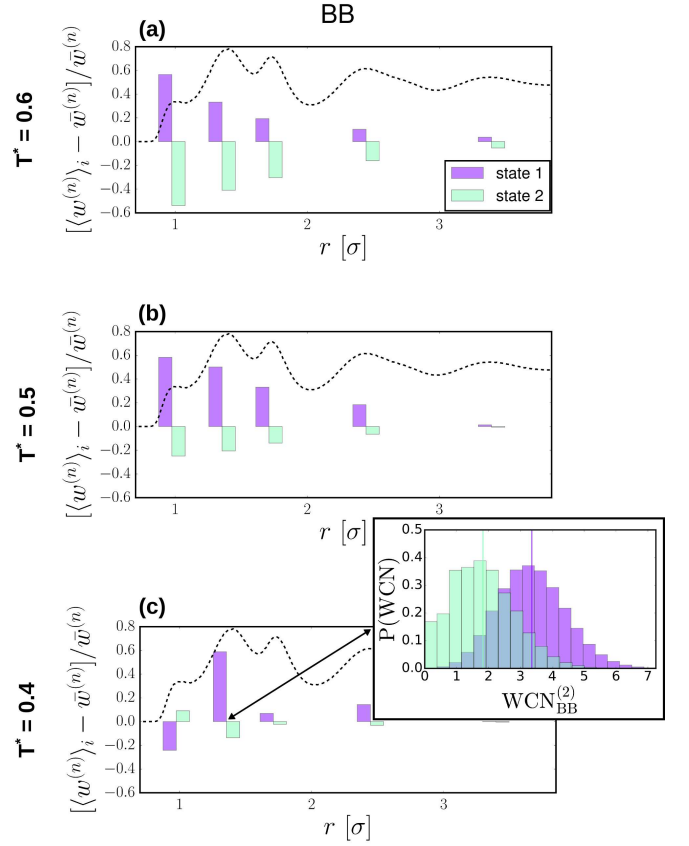 BB
(a)
T* = 0.6
[⟨w⁽ⁿ⁾⟩ᵢ − w̄⁽ⁿ⁾]/w̄⁽ⁿ⁾
0.8
0.6
0.4
0.2
0.0
−0.2
−0.4
−0.6
state 1
state 2
1 2 3
r [σ]
(b)
T* = 0.5
[⟨w⁽ⁿ⁾⟩ᵢ − w̄⁽ⁿ⁾]/w̄⁽ⁿ⁾
0.8
0.6
0.4
0.2
0.0
−0.2
−0.4
−0.6
1 2 3
r [σ]
(c)
T* = 0.4
[⟨w⁽ⁿ⁾⟩ᵢ − w̄⁽ⁿ⁾]/w̄⁽ⁿ⁾
0.8
0.6
0.4
0.2
0.0
−0.2
−0.4
−0.6
1 2 3
r [σ]
P(WCN)
0.5
0.4
0.3
0.2
0.1
0.0
0 1 2 3 4 5 6 7
WCN_BB^(2)